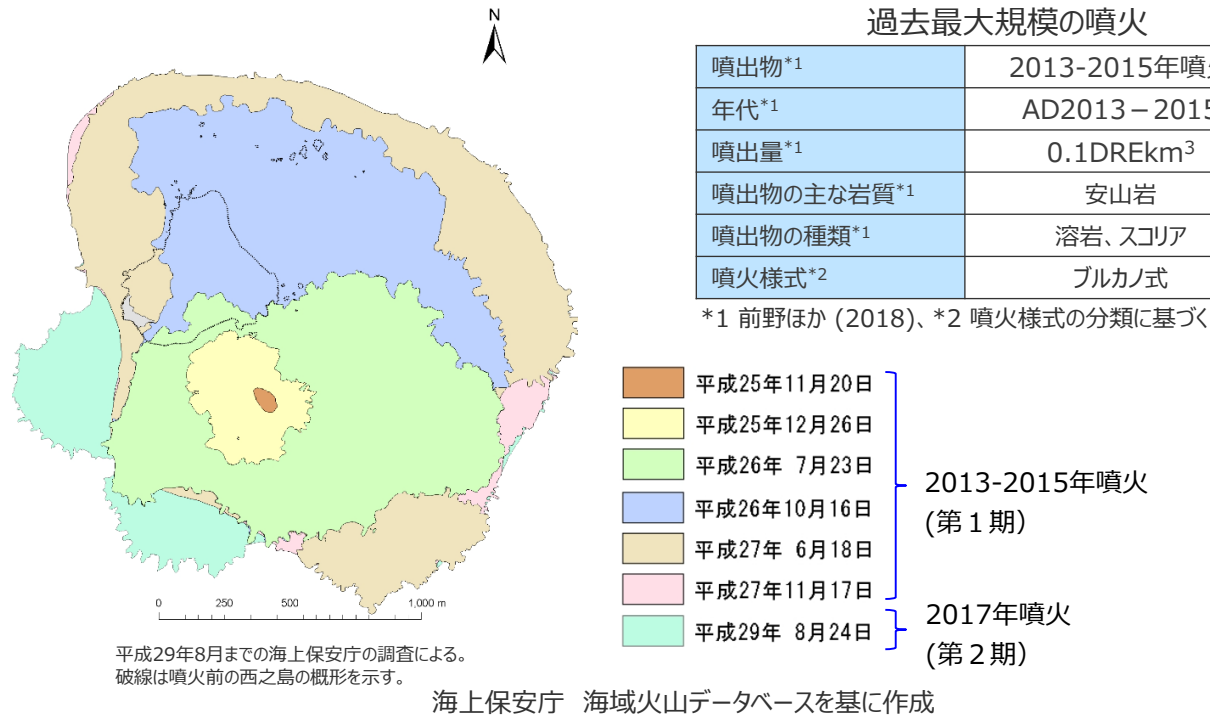 N
過去最大規模の噴火
噴出物*1 2013-2015年噴
年代*1 AD2013－2015
噴出量*1 0.1DREkm3
噴出物の主な岩質*1 安山岩
噴出物の種類*1 溶岩、スコリア
噴火様式*2 ブルカノ式
*1 前野ほか (2018)、*2 噴火様式の分類に基づく
平成25年11月20日
平成25年12月26日
平成26年 7月23日
平成26年10月16日
平成27年 6月18日
平成27年11月17日
平成29年 8月24日
2013-2015年噴火
(第１期)
2017年噴火
(第２期)
0 250 500 1,000 m
平成29年8月までの海上保安庁の調査による。
破線は噴火前の西之島の概形を示す。
海上保安庁 海域火山データベースを基に作成